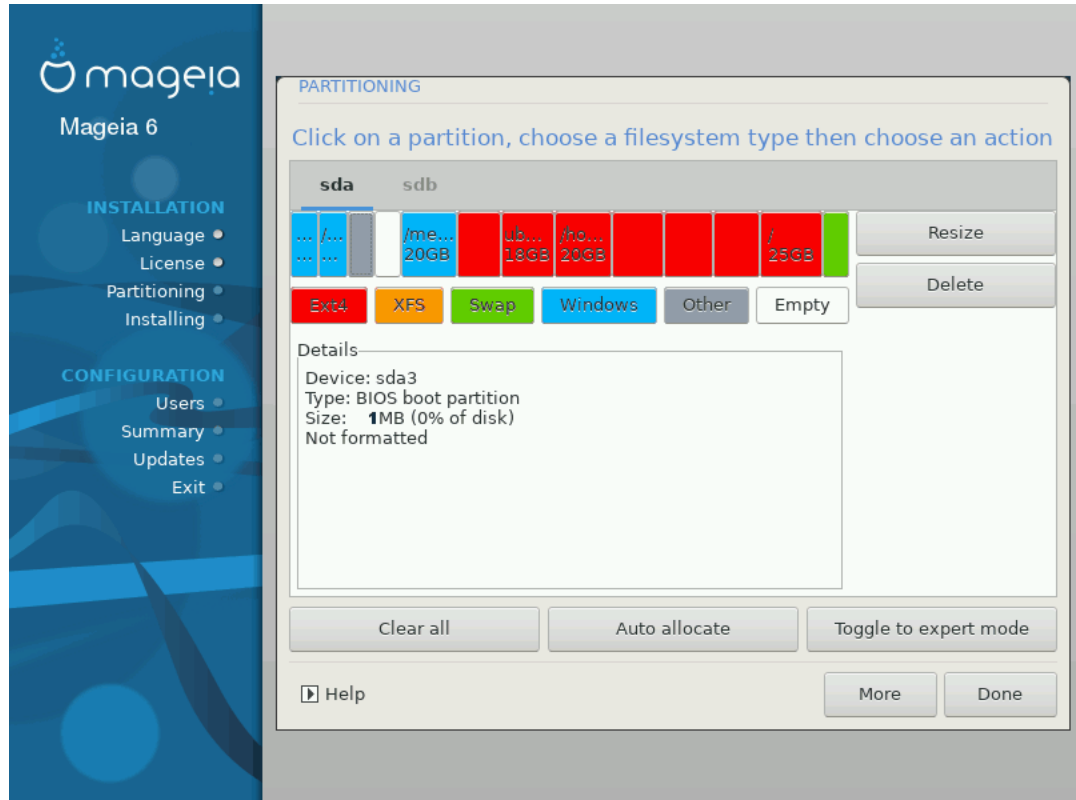 mageia
Mageia 6
INSTALLATION
Language
License
Partitioning
Installing
CONFIGURATION
Users
Summary
Updates
Exit
PARTITIONING
Click on a partition, choose a filesystem type then choose an action
sda sdb
... /... /me... ub... /ho... /
... ... 20GB 18GB 20GB 25GB
Resize
Delete
Ext4 XFS Swap Windows Other Empty
Details
Device: sda3
Type: BIOS boot partition
Size: 1MB (0% of disk)
Not formatted
Clear all Auto allocate Toggle to expert mode
Help More Done